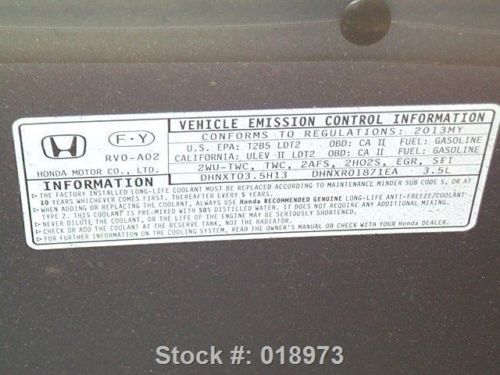 VEHICLE EMISSION CONTROL INFORMATION
F-Y
CONFORMS TO REGULATIONS: 2013MY
U.S. EPA: T2B5 LDT2 OBD: CA II FUEL: GASOLINE
CALIFORNIA: ULEV II LDT2 OBD: CA II FUEL: GASOLINE
RV0-A02
2WU-TWC, TWC, 2AFS, 2HO2S, EGR, SFI
HONDA MOTOR CO., LTD.
DHNXT03.5H13 DHNXR01871EA 3.5L
INFORMATION
▷ THE FACTORY INSTALLED LONG-LIFE COOLANT MUST BE REPLACED ACCORDING TO MAINTENANCE MINDER SUB CODE 5, OR AT
10 YEARS WHICHEVER COMES FIRST. THEREAFTER EVERY 5 YEARS.
▷ WHEN REPLACING THE COOLANT, ALWAYS USE Honda RECOMMENDED GENUINE LONG-LIFE ANTI-FREEZE/COOLANT
TYPE 2. THIS COOLANT IS PRE-MIXED WITH 50% DISTILLED WATER. IT DOES NOT REQUIRE ANY ADDITIONAL MIXING.
▷ NEVER DILUTE THE COOLANT, OR THE LIFE OF THE ENGINE MAY BE SERIOUSLY SHORTENED.
▷ CHECK OR ADD COOLANT AT THE RESERVE TANK, NOT THE RADIATOR.
▷ FOR FURTHER INFORMATION ON THE COOLING SYSTEM, READ THE OWNER'S MANUAL OR CHECK WITH YOUR Honda DEALER.
Stock #: 018973